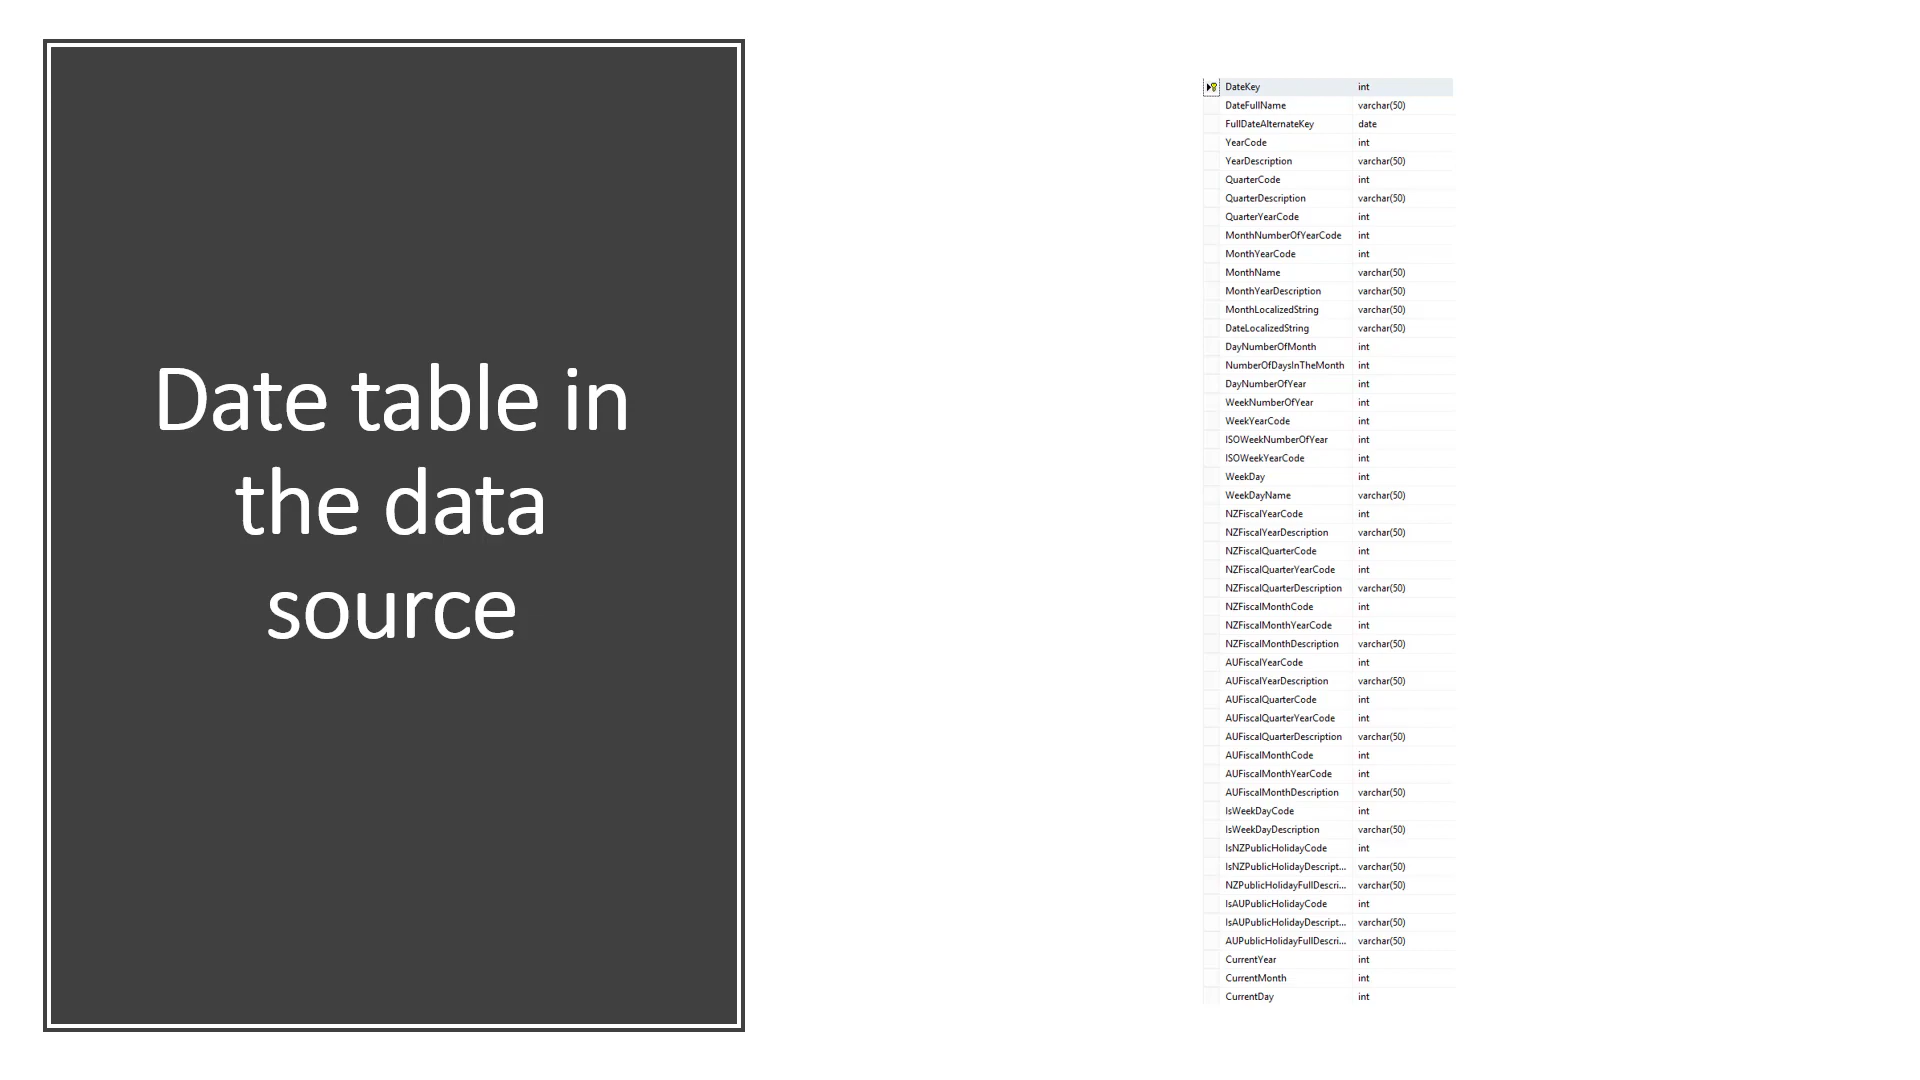 Date table in
the data
source
DateKey int
DateFullName varchar(50)
FullDateAlternateKey date
YearCode int
YearDescription varchar(50)
QuarterCode int
QuarterDescription varchar(50)
QuarterYearCode int
MonthNumberOfYearCode int
MonthYearCode int
MonthName varchar(50)
MonthYearDescription varchar(50)
MonthLocalizedString varchar(50)
DateLocalizedString varchar(50)
DayNumberOfMonth int
NumberOfDaysInTheMonth int
DayNumberOfYear int
WeekNumberOfYear int
WeekYearCode int
ISOWeekNumberOfYear int
ISOWeekYearCode int
WeekDay int
WeekDayName varchar(50)
NZFiscalYearCode int
NZFiscalYearDescription varchar(50)
NZFiscalQuarterCode int
NZFiscalQuarterYearCode int
NZFiscalQuarterDescription varchar(50)
NZFiscalMonthCode int
NZFiscalMonthYearCode int
NZFiscalMonthDescription varchar(50)
AUFiscalYearCode int
AUFiscalYearDescription varchar(50)
AUFiscalQuarterCode int
AUFiscalQuarterYearCode int
AUFiscalQuarterDescription varchar(50)
AUFiscalMonthCode int
AUFiscalMonthYearCode int
AUFiscalMonthDescription varchar(50)
IsWeekDayCode int
IsWeekDayDescription varchar(50)
IsNZPublicHolidayCode int
IsNZPublicHolidayDescript... varchar(50)
NZPublicHolidayFullDescri... varchar(50)
IsAUPublicHolidayCode int
IsAUPublicHolidayDescript... varchar(50)
AUPublicHolidayFullDescri... varchar(50)
CurrentYear int
CurrentMonth int
CurrentDay int